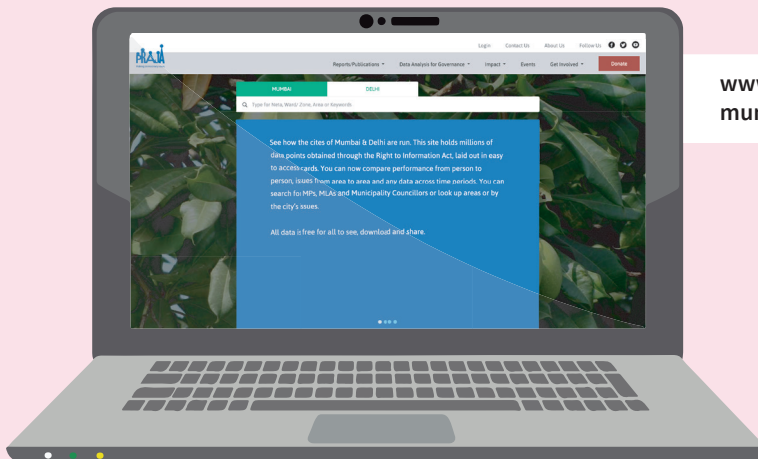 Login Contact Us About Us Follow Us
PRAJA
Reports/Publications Data Analysis for Governance Impact Events Get Involved Donate
MUMBAI DELHI
Type for Neta, Ward/ Zone, Area or Keywords
www
mun
See how the cites of Mumbai & Delhi are run. This site holds millions of
data points obtained through the Right to Information Act, laid out in easy
to access cards. You can now compare performance from person to
person, isues from area to area and any data across time periods. You can
search for MPs, MLAs and Municipality Councillors or look up areas or by
the city's ssues.
All data is free for all to see, download and share.